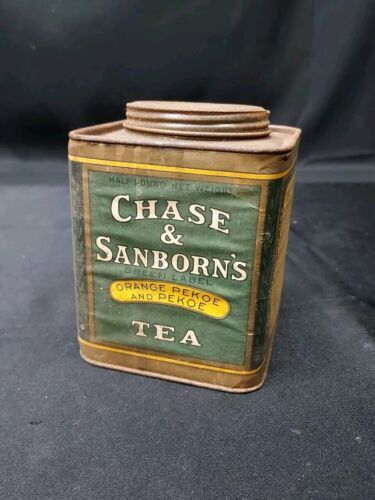 HALF POUND NET WEIGHT
CHASE
&
SANBORN'S
GREEN LABEL
ORANGE PEKOE
AND PEKOE
TEA